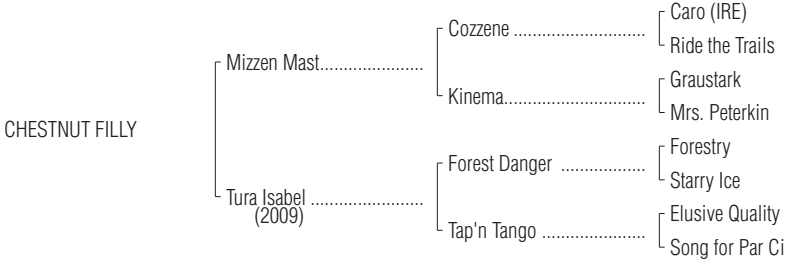 Caro (IRE)
Cozzene ............................
Ride the Trails
Mizzen Mast......................
Graustark
Kinema..............................
Mrs. Peterkin
CHESTNUT FILLY
Forestry
Forest Danger ..................
Starry Ice
Tura Isabel ........................
(2009)
Elusive Quality
Tap'n Tango ......................
Song for Par Ci